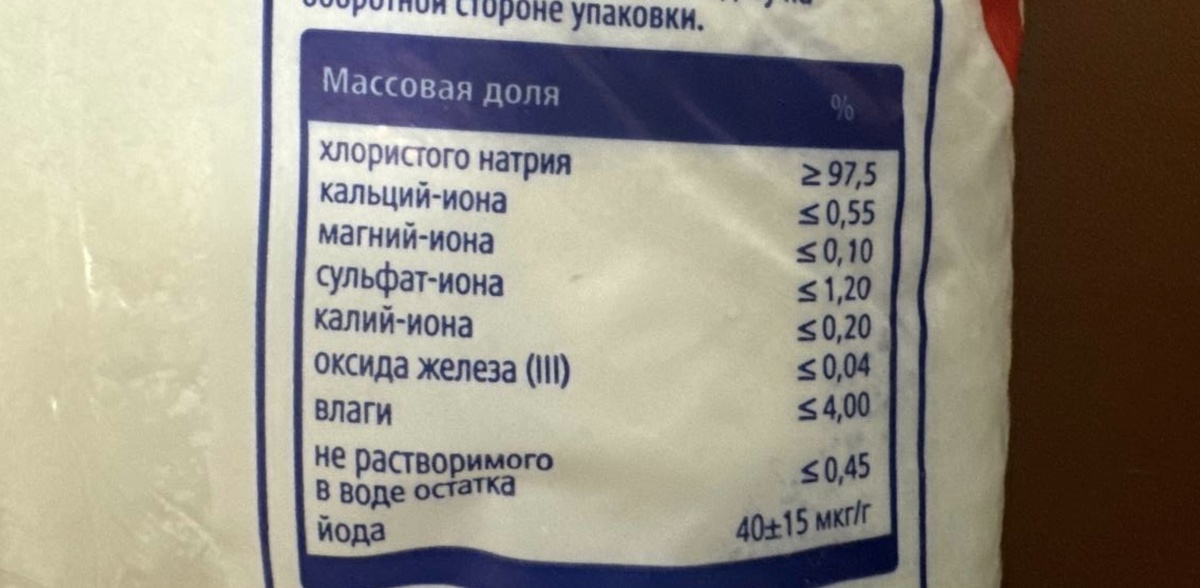 оборотной стороне упаковки.
Массовая доля %
хлористого натрия ≥ 97,5
кальций-иона ≤ 0,55
магний-иона ≤ 0,10
сульфат-иона ≤ 1,20
калий-иона ≤ 0,20
оксида железа (III) ≤ 0,04
влаги ≤ 4,00
не растворимого
в воде остатка ≤ 0,45
йода 40±15 мкг/г